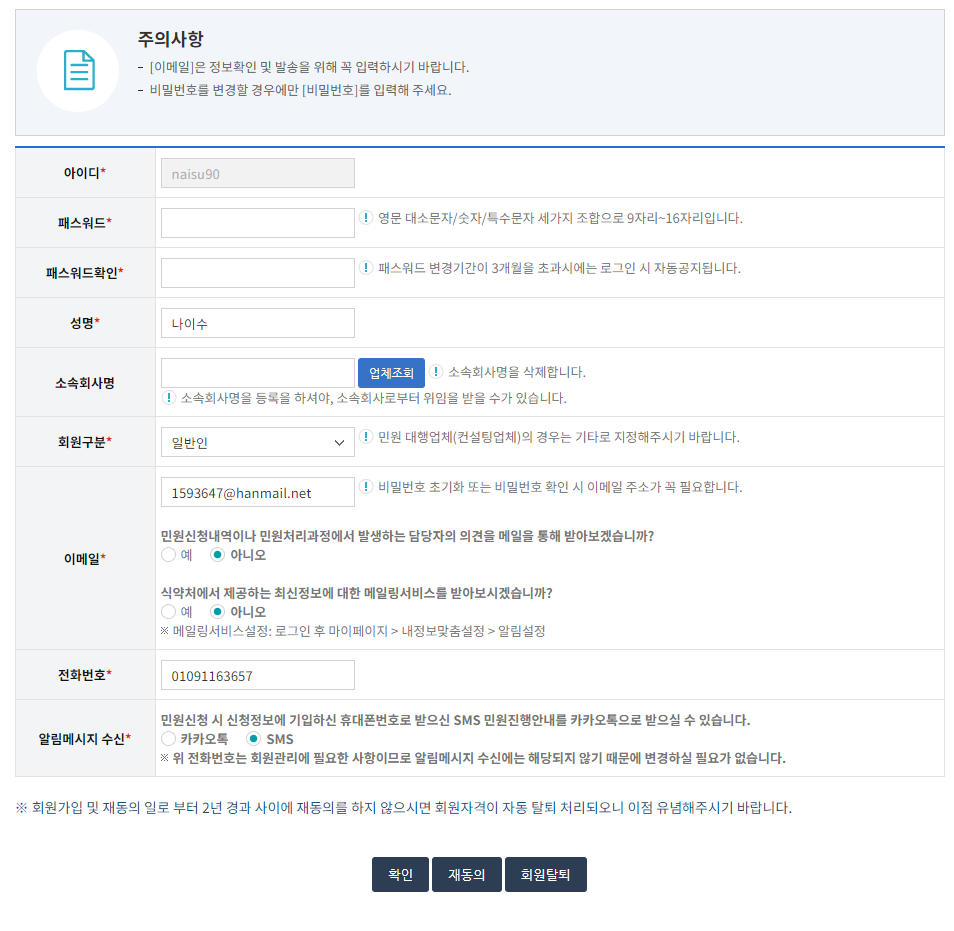 주의사항
- [이메일]은 정보확인 및 발송을 위해 꼭 입력하시기 바랍니다.
- 비밀번호를 변경할 경우에만 [비밀번호]를 입력해 주세요.
아이디* naisu90
패스워드* ! 영문 대소문자/숫자/특수문자 세가지 조합으로 9자리~16자리입니다.
패스워드확인* ! 패스워드 변경기간이 3개월을 초과시에는 로그인 시 자동공지됩니다.
성명* 나이수
소속회사명 업체조회 ! 소속회사명을 삭제합니다.
! 소속회사명을 등록을 하셔야, 소속회사로부터 위임을 받을 수가 있습니다.
회원구분* 일반인 ! 민원 대행업체(컨설팅업체)의 경우는 기타로 지정해주시기 바랍니다.
이메일* 1593647@hanmail.net ! 비밀번호 초기화 또는 비밀번호 확인 시 이메일 주소가 꼭 필요합니다.
민원신청내역이나 민원처리과정에서 발생하는 담당자의 의견을 메일을 통해 받아보겠습니까?
예 아니오
식약처에서 제공하는 최신정보에 대한 메일링서비스를 받아보시겠습니까?
예 아니오
※ 메일링서비스설정: 로그인 후 마이페이지 > 내정보맞춤설정 > 알림설정
전화번호* 01091163657
알림메시지 수신* 민원신청 시 신청정보에 기입하신 휴대폰번호로 받으신 SMS 민원진행안내를 카카오톡으로 받으실 수 있습니다.
카카오톡 SMS
※ 위 전화번호는 회원관리에 필요한 사항이므로 알림메시지 수신에는 해당되지 않기 때문에 변경하실 필요가 없습니다.
※ 회원가입 및 재동의 일로 부터 2년 경과 사이에 재동의를 하지 않으시면 회원자격이 자동 탈퇴 처리되오니 이점 유념해주시기 바랍니다.
확인 재동의 회원탈퇴